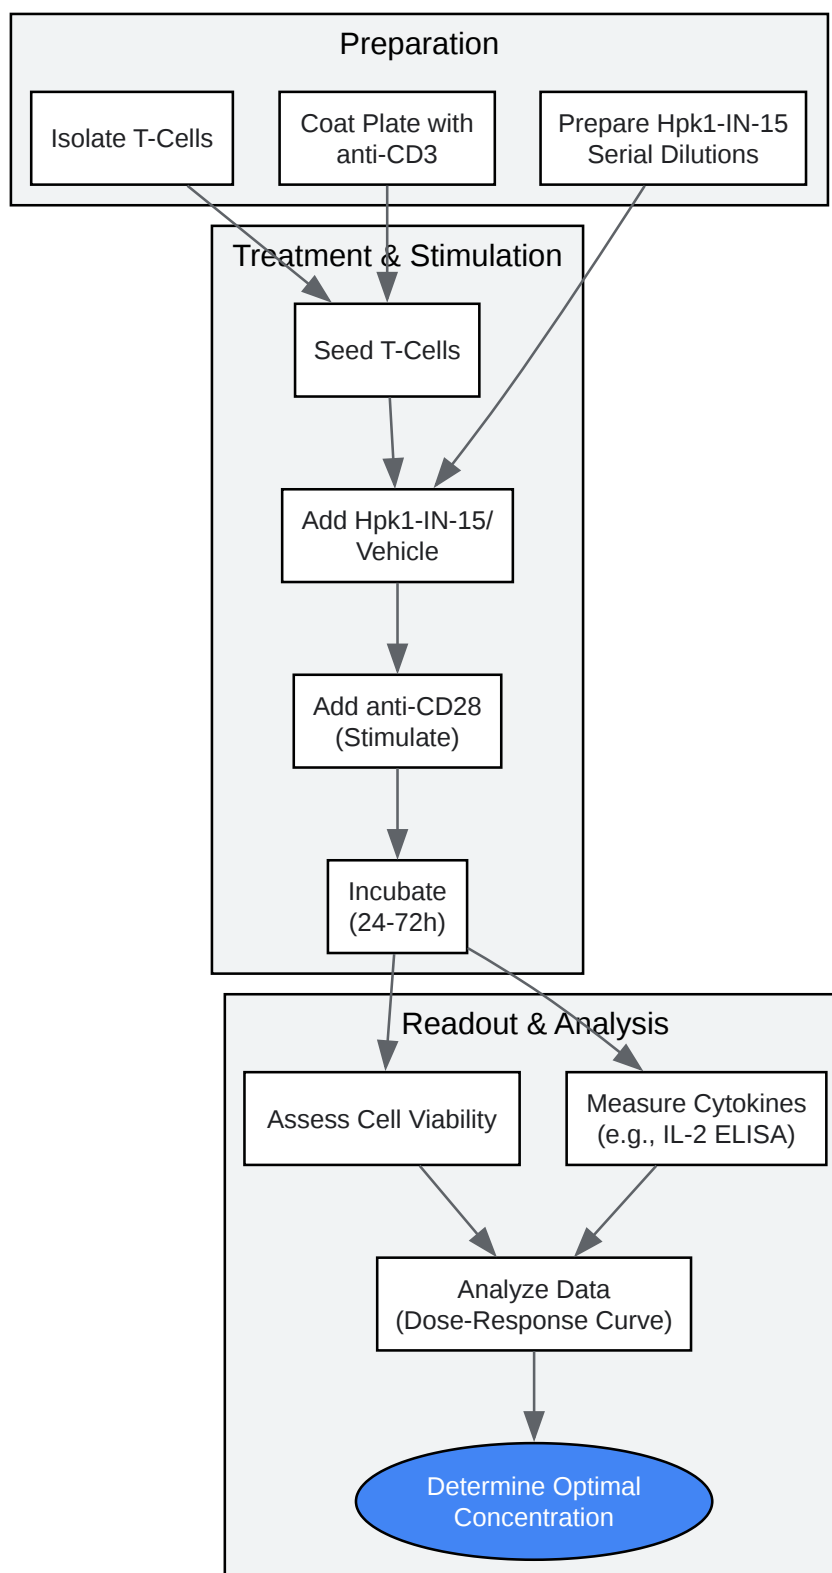 Preparation
Isolate T-Cells
Coat Plate with
anti-CD3
Prepare Hpk1-IN-15
Serial Dilutions
Treatment & Stimulation
Seed T-Cells
Add Hpk1-IN-15/
Vehicle
Add anti-CD28
(Stimulate)
Incubate
(24-72h)
Readout & Analysis
Assess Cell Viability
Measure Cytokines
(e.g., IL-2 ELISA)
Analyze Data
(Dose-Response Curve)
Determine Optimal
Concentration